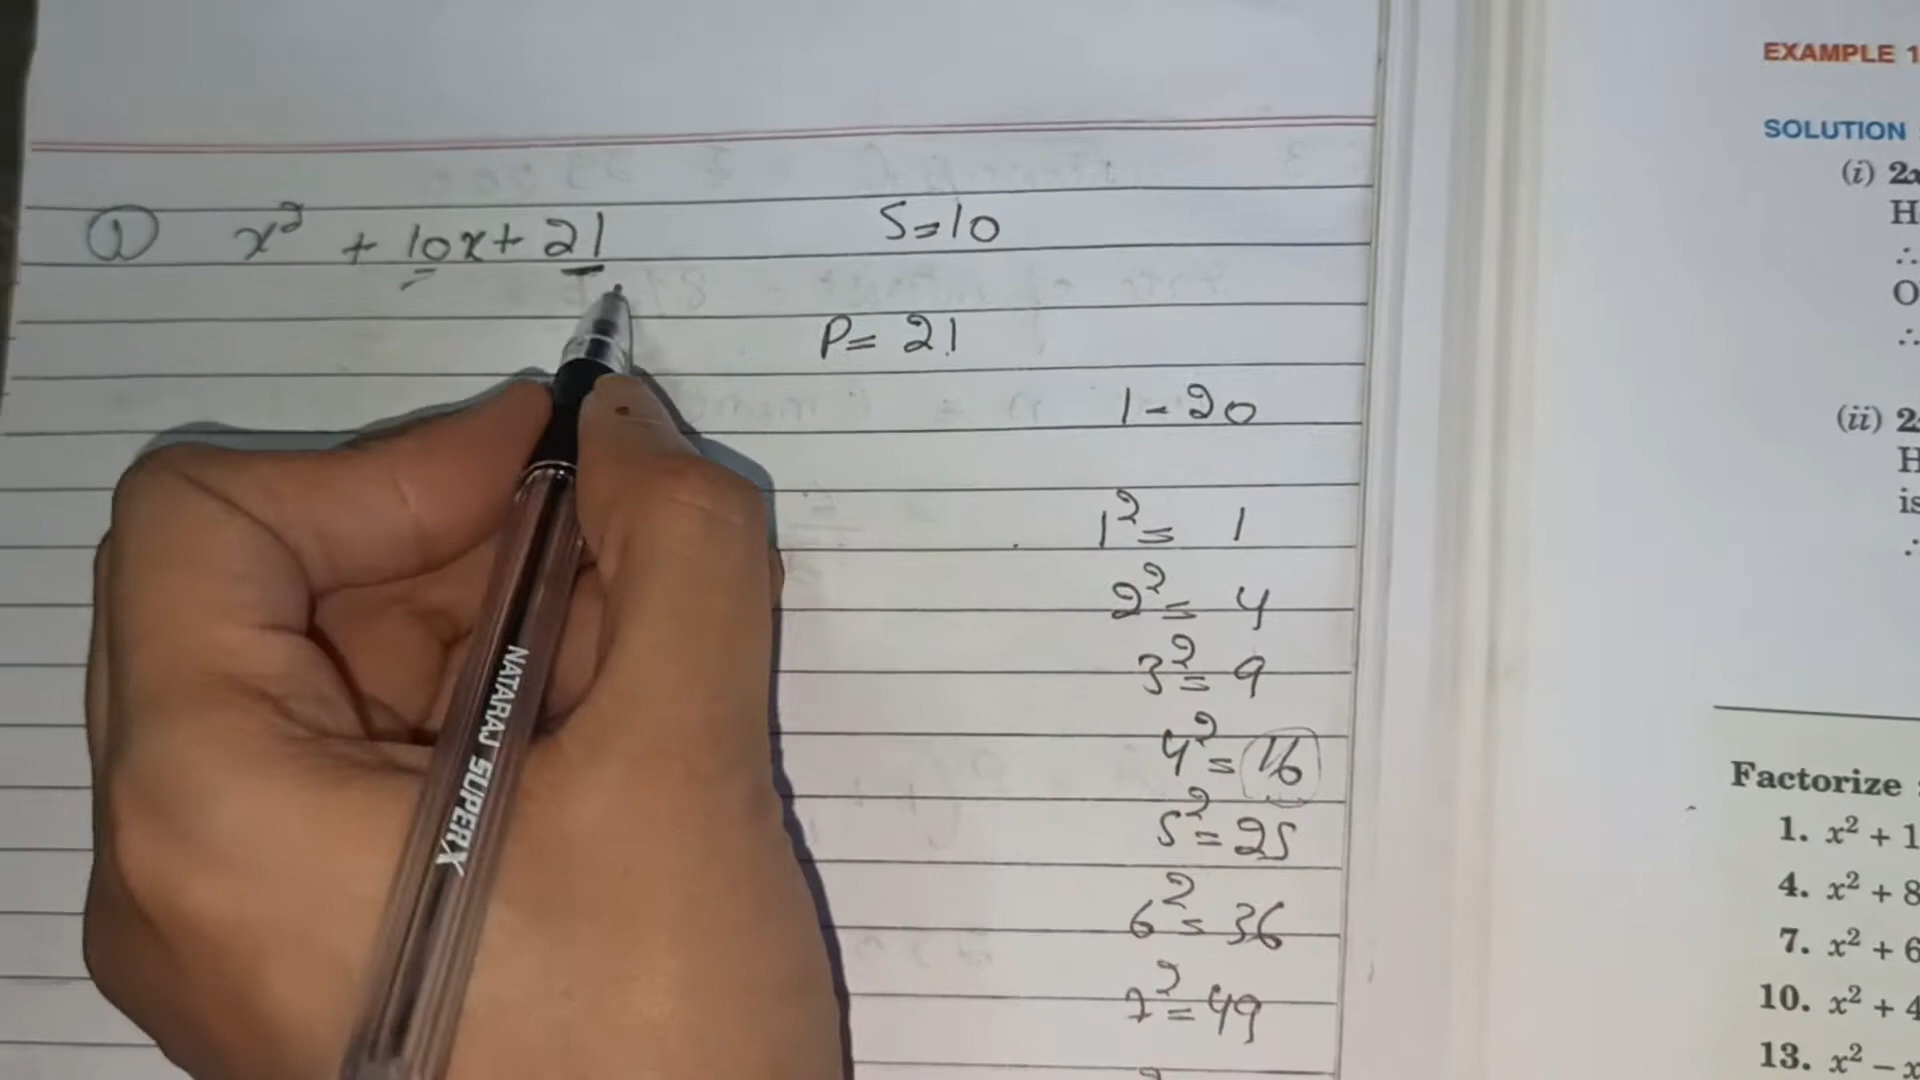 ① x² + 10x + 21 S=10
P= 21
1-20
1² = 1
2² = 4
3² = 9
4² = 16
5² = 25
6² = 36
7² = 49
NATARAJ SUPERX
EXAMPLE 1
SOLUTION
(i) 2x
H
∴
O
∴
(ii) 2
H
is
∴
Factorize
1. x² + 1
4. x² + 8
7. x² + 6
10. x² + 4
13. x² − x